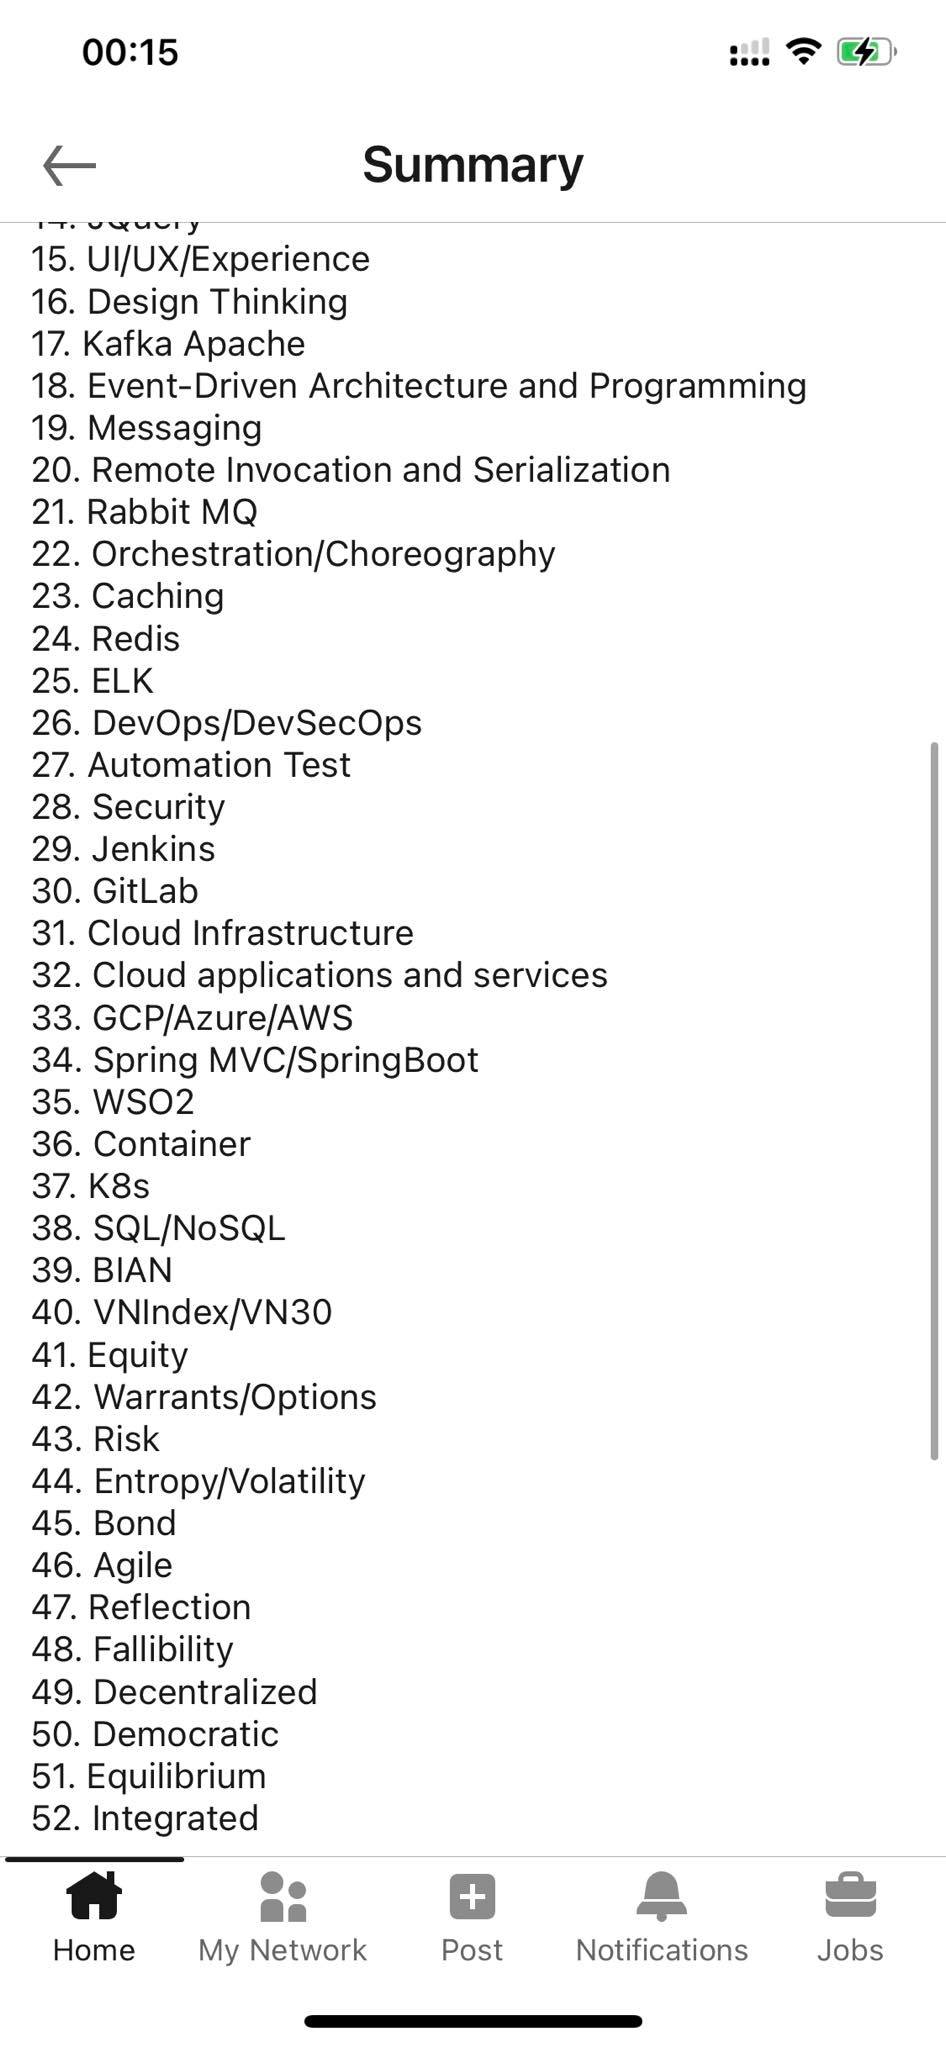 00:15
Summary
14. JQuery
15. UI/UX/Experience
16. Design Thinking
17. Kafka Apache
18. Event-Driven Architecture and Programming
19. Messaging
20. Remote Invocation and Serialization
21. Rabbit MQ
22. Orchestration/Choreography
23. Caching
24. Redis
25. ELK
26. DevOps/DevSecOps
27. Automation Test
28. Security
29. Jenkins
30. GitLab
31. Cloud Infrastructure
32. Cloud applications and services
33. GCP/Azure/AWS
34. Spring MVC/SpringBoot
35. WSO2
36. Container
37. K8s
38. SQL/NoSQL
39. BIAN
40. VNIndex/VN30
41. Equity
42. Warrants/Options
43. Risk
44. Entropy/Volatility
45. Bond
46. Agile
47. Reflection
48. Fallibility
49. Decentralized
50. Democratic
51. Equilibrium
52. Integrated
Home My Network Post Notifications Jobs